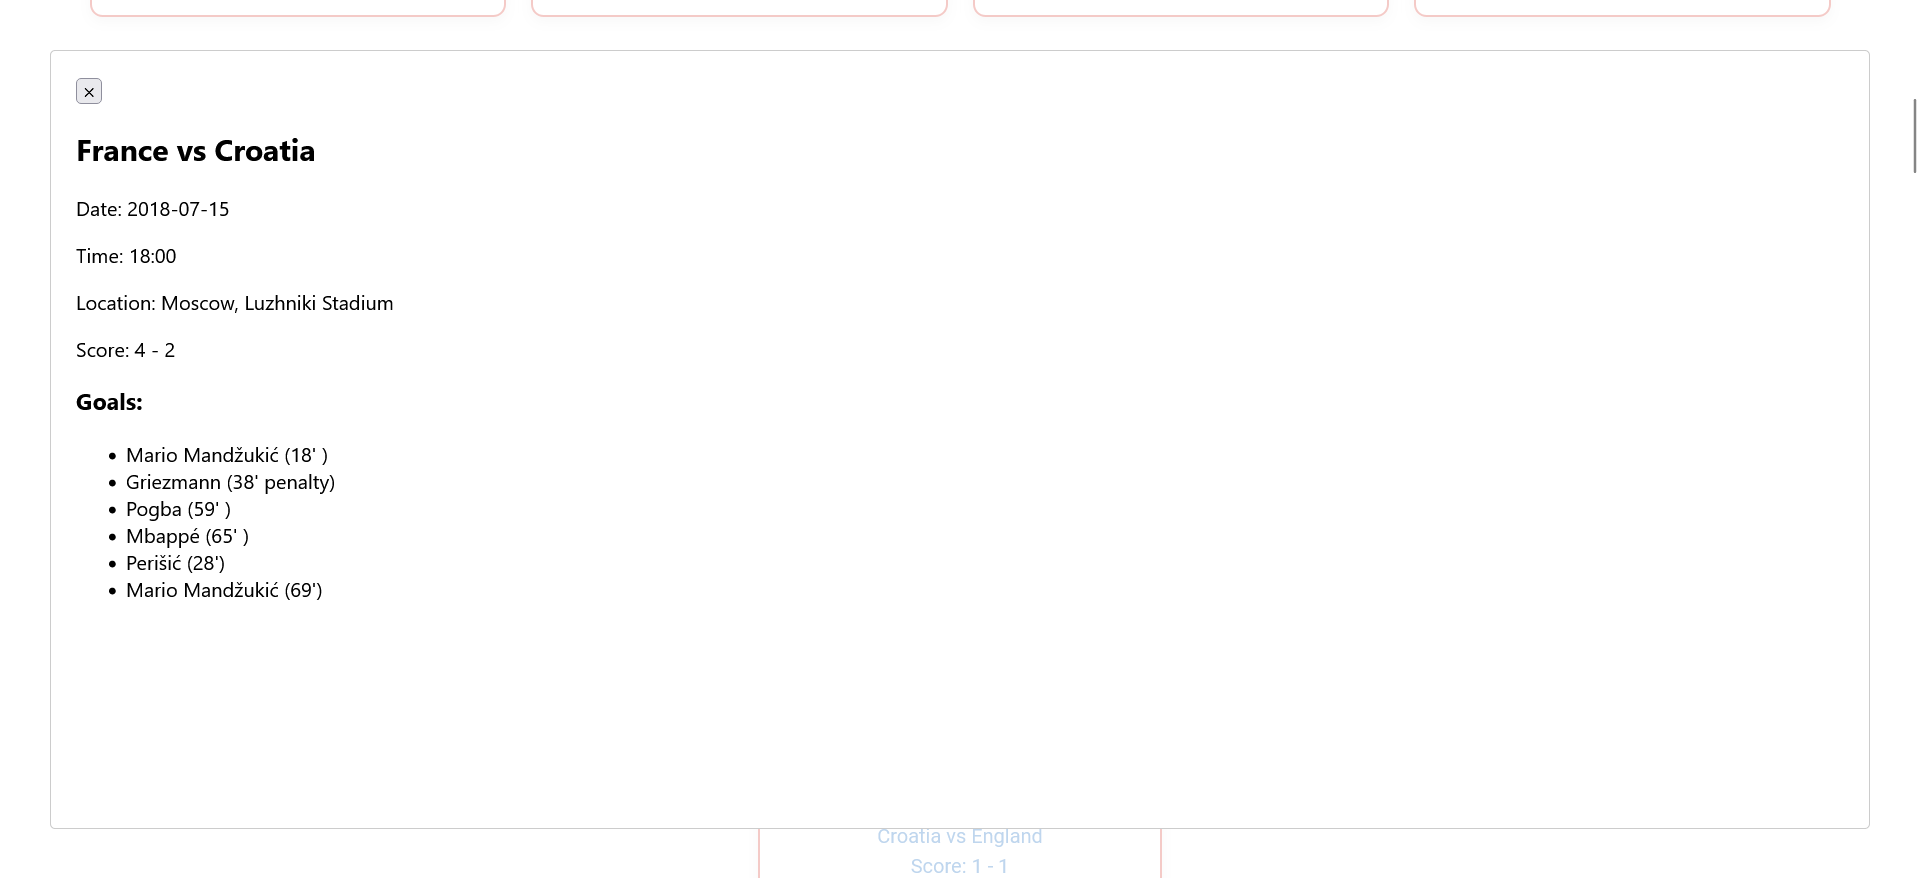 ×
France vs Croatia
Date: 2018-07-15
Time: 18:00
Location: Moscow, Luzhniki Stadium
Score: 4 - 2
Goals:
• Mario Mandžukić (18' )
• Griezmann (38' penalty)
• Pogba (59' )
• Mbappé (65' )
• Perišić (28')
• Mario Mandžukić (69')
Croatia vs England
Score: 1 - 1